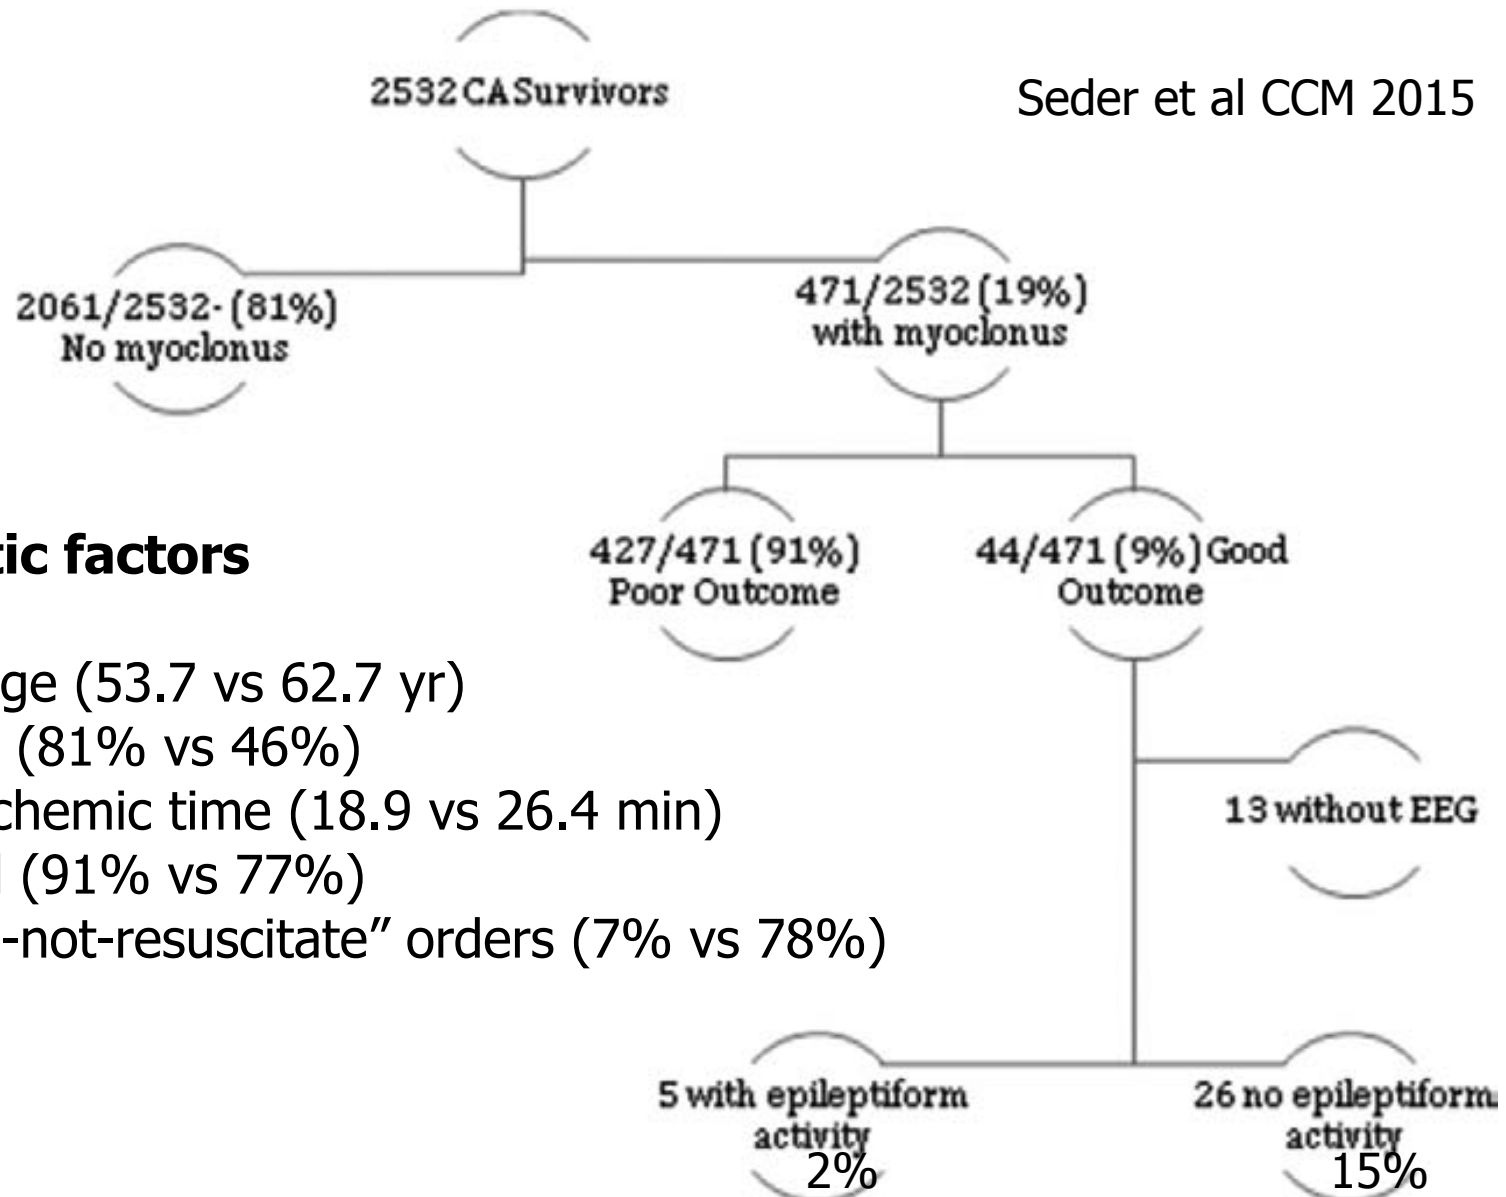 2532 CA Survivors
Seder et al CCM 2015
2061/2532- (81%)
No myoclonus
471/2532 (19%)
with myoclonus
427/471 (91%)
Poor Outcome
44/471 (9%) Good
Outcome
tic factors
ge (53.7 vs 62.7 yr)
(81% vs 46%)
chemic time (18.9 vs 26.4 min)
(91% vs 77%)
-not-resuscitate” orders (7% vs 78%)
13 without EEG
5 with epileptiform
activity
2%
26 no epileptiform
activity
15%